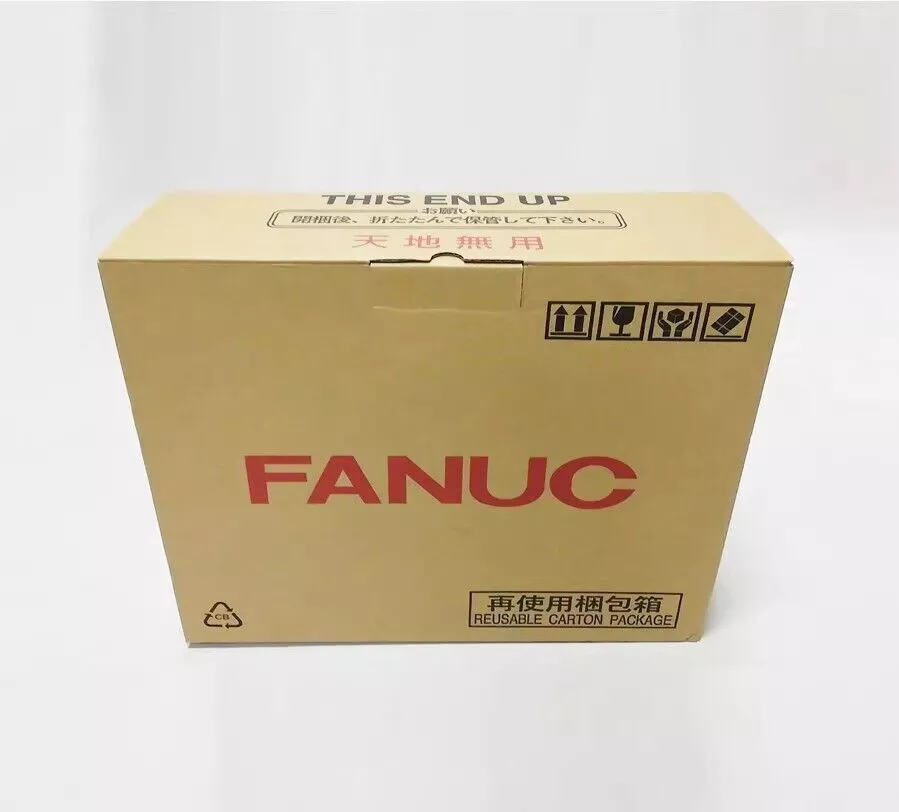 THIS END UP
お願い
開梱後、折たたんで保管して下さい。
天地無用
FANUC
CB
再使用梱包箱
REUSABLE CARTON PACKAGE